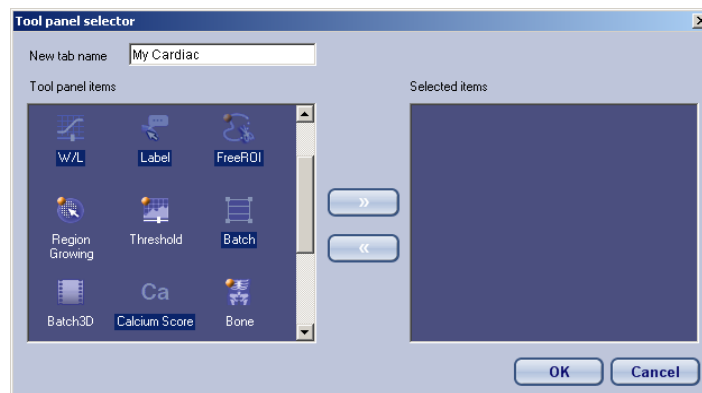 Tool panel selector
New tab name My Cardiac
Tool panel items Selected items
W/L Label FreeROI
Region Growing Threshold Batch
Batch3D Calcium Score Bone
Ca
» 
«
OK Cancel